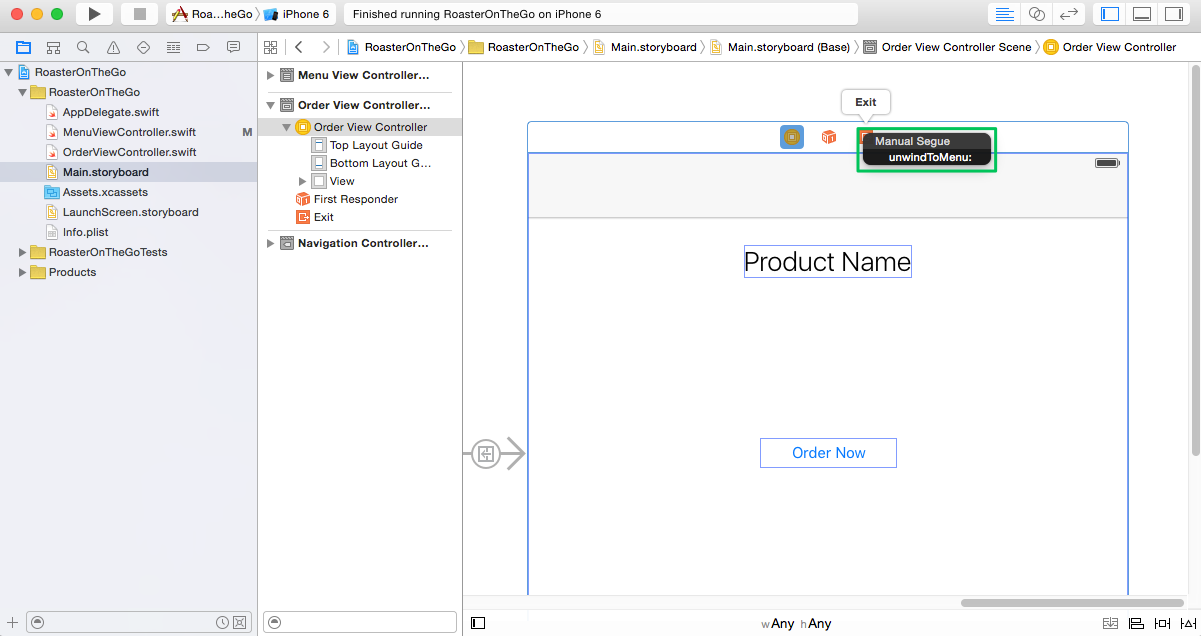 Roa...heGo
iPhone 6
Finished running RoasterOnTheGo on iPhone 6
RoasterOnTheGo
RoasterOnTheGo
Main.storyboard
Main.storyboard (Base)
Order View Controller Scene
Order View Controller
RoasterOnTheGo
RoasterOnTheGo
AppDelegate.swift
MenuViewController.swift M
OrderViewController.swift
Main.storyboard
Assets.xcassets
LaunchScreen.storyboard
Info.plist
RoasterOnTheGoTests
Products
Menu View Controller...
Order View Controller...
Order View Controller
Top Layout Guide
Bottom Layout G...
View
First Responder
Exit
Navigation Controller...
Exit
Manual Segue
unwindToMenu:
Product Name
Order Now
wAny hAny